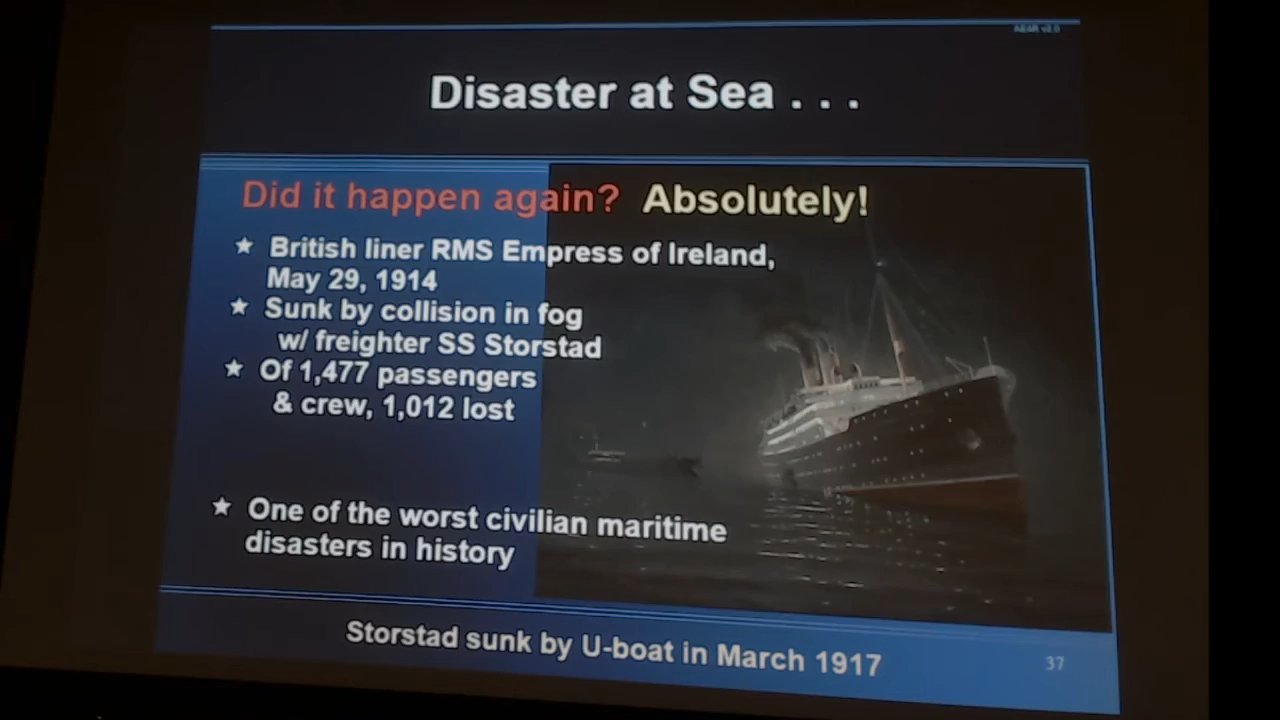 Disaster at Sea . . .
Did it happen again? Absolutely!
★ British liner RMS Empress of Ireland,
May 29, 1914
★ Sunk by collision in fog
w/ freighter SS Storstad
★ Of 1,477 passengers
& crew, 1,012 lost
★ One of the worst civilian maritime
disasters in history
Storstad sunk by U-boat in March 1917
37